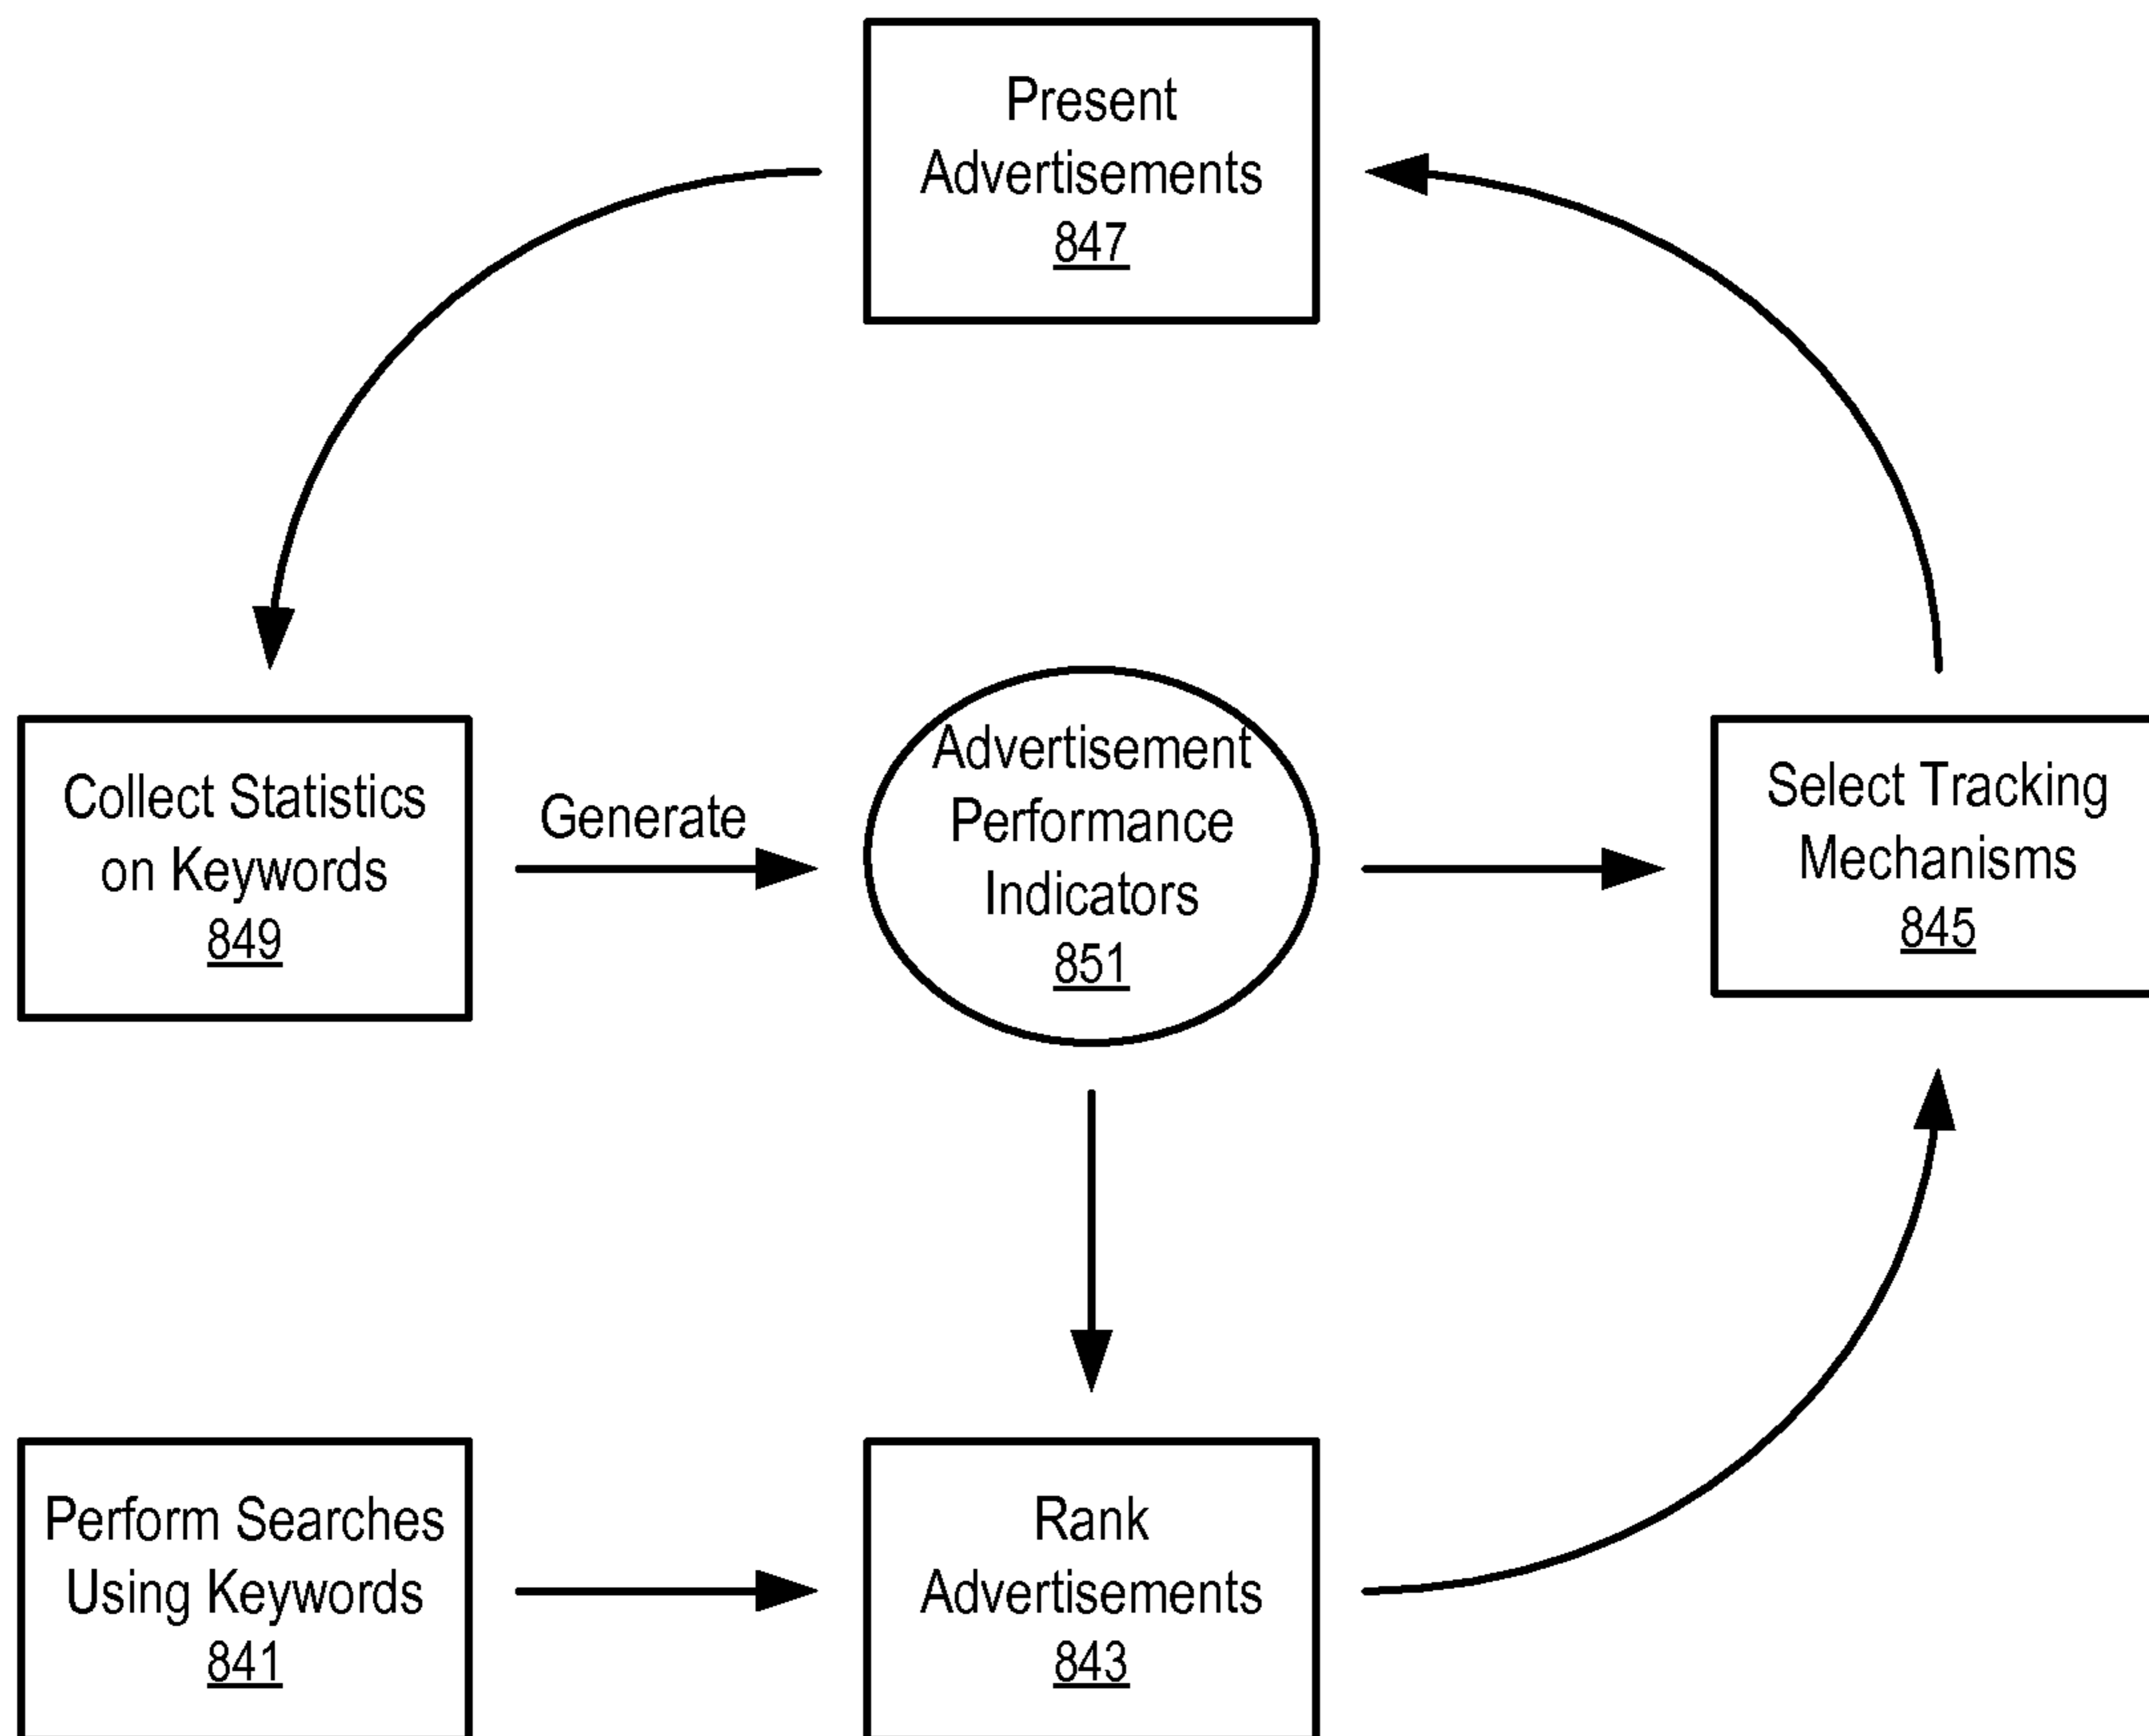 Present
Advertisements
847
Collect Statistics
on Keywords
849
Generate
Advertisement
Performance
Indicators
851
Select Tracking
Mechanisms
845
Perform Searches
Using Keywords
841
Rank
Advertisements
843